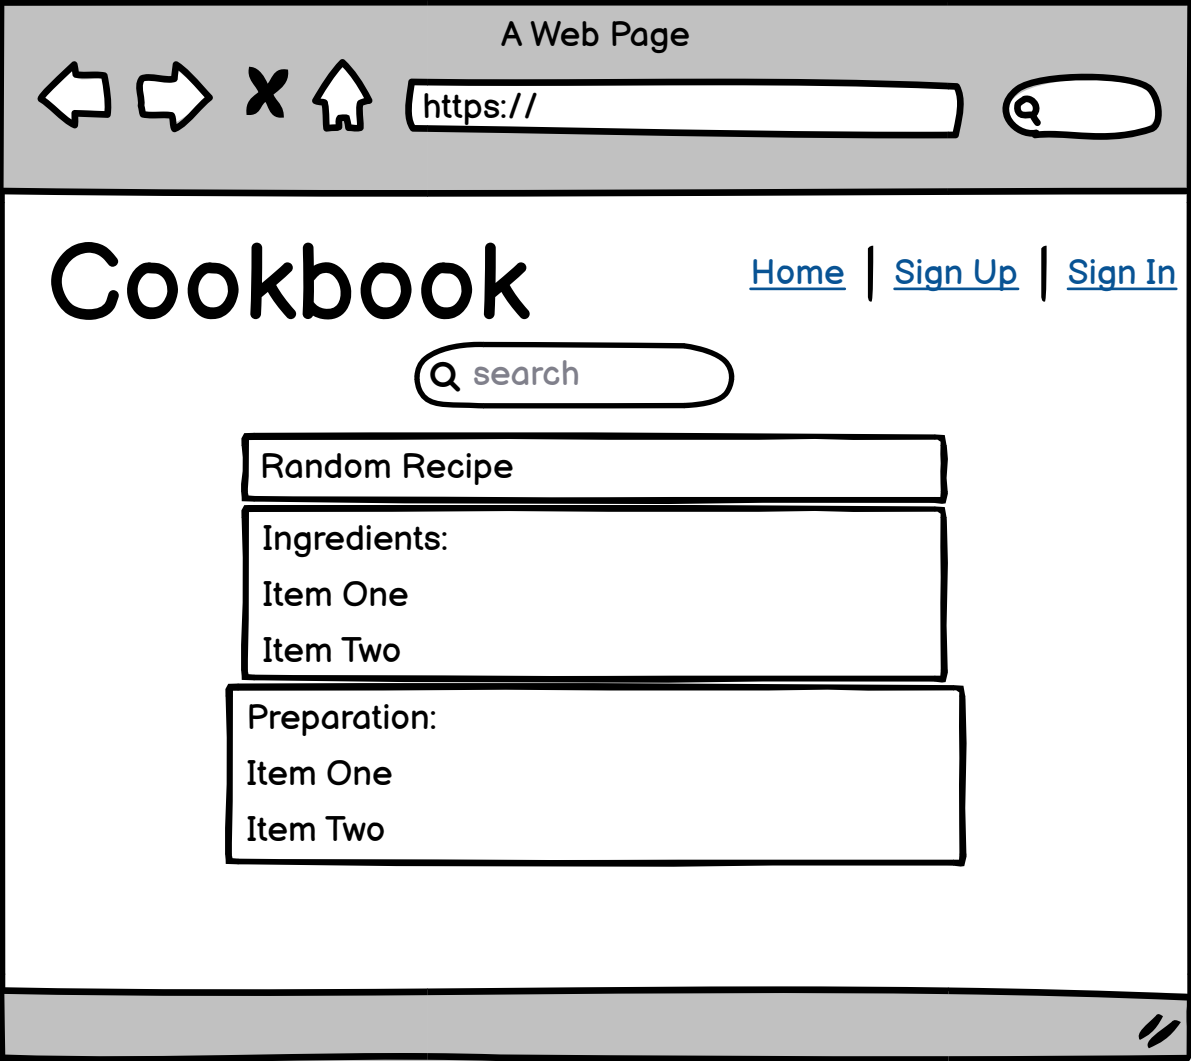 A Web Page
https://
Cookbook
Home | Sign Up | Sign In
search
Random Recipe
Ingredients:
Item One
Item Two
Preparation:
Item One
Item Two